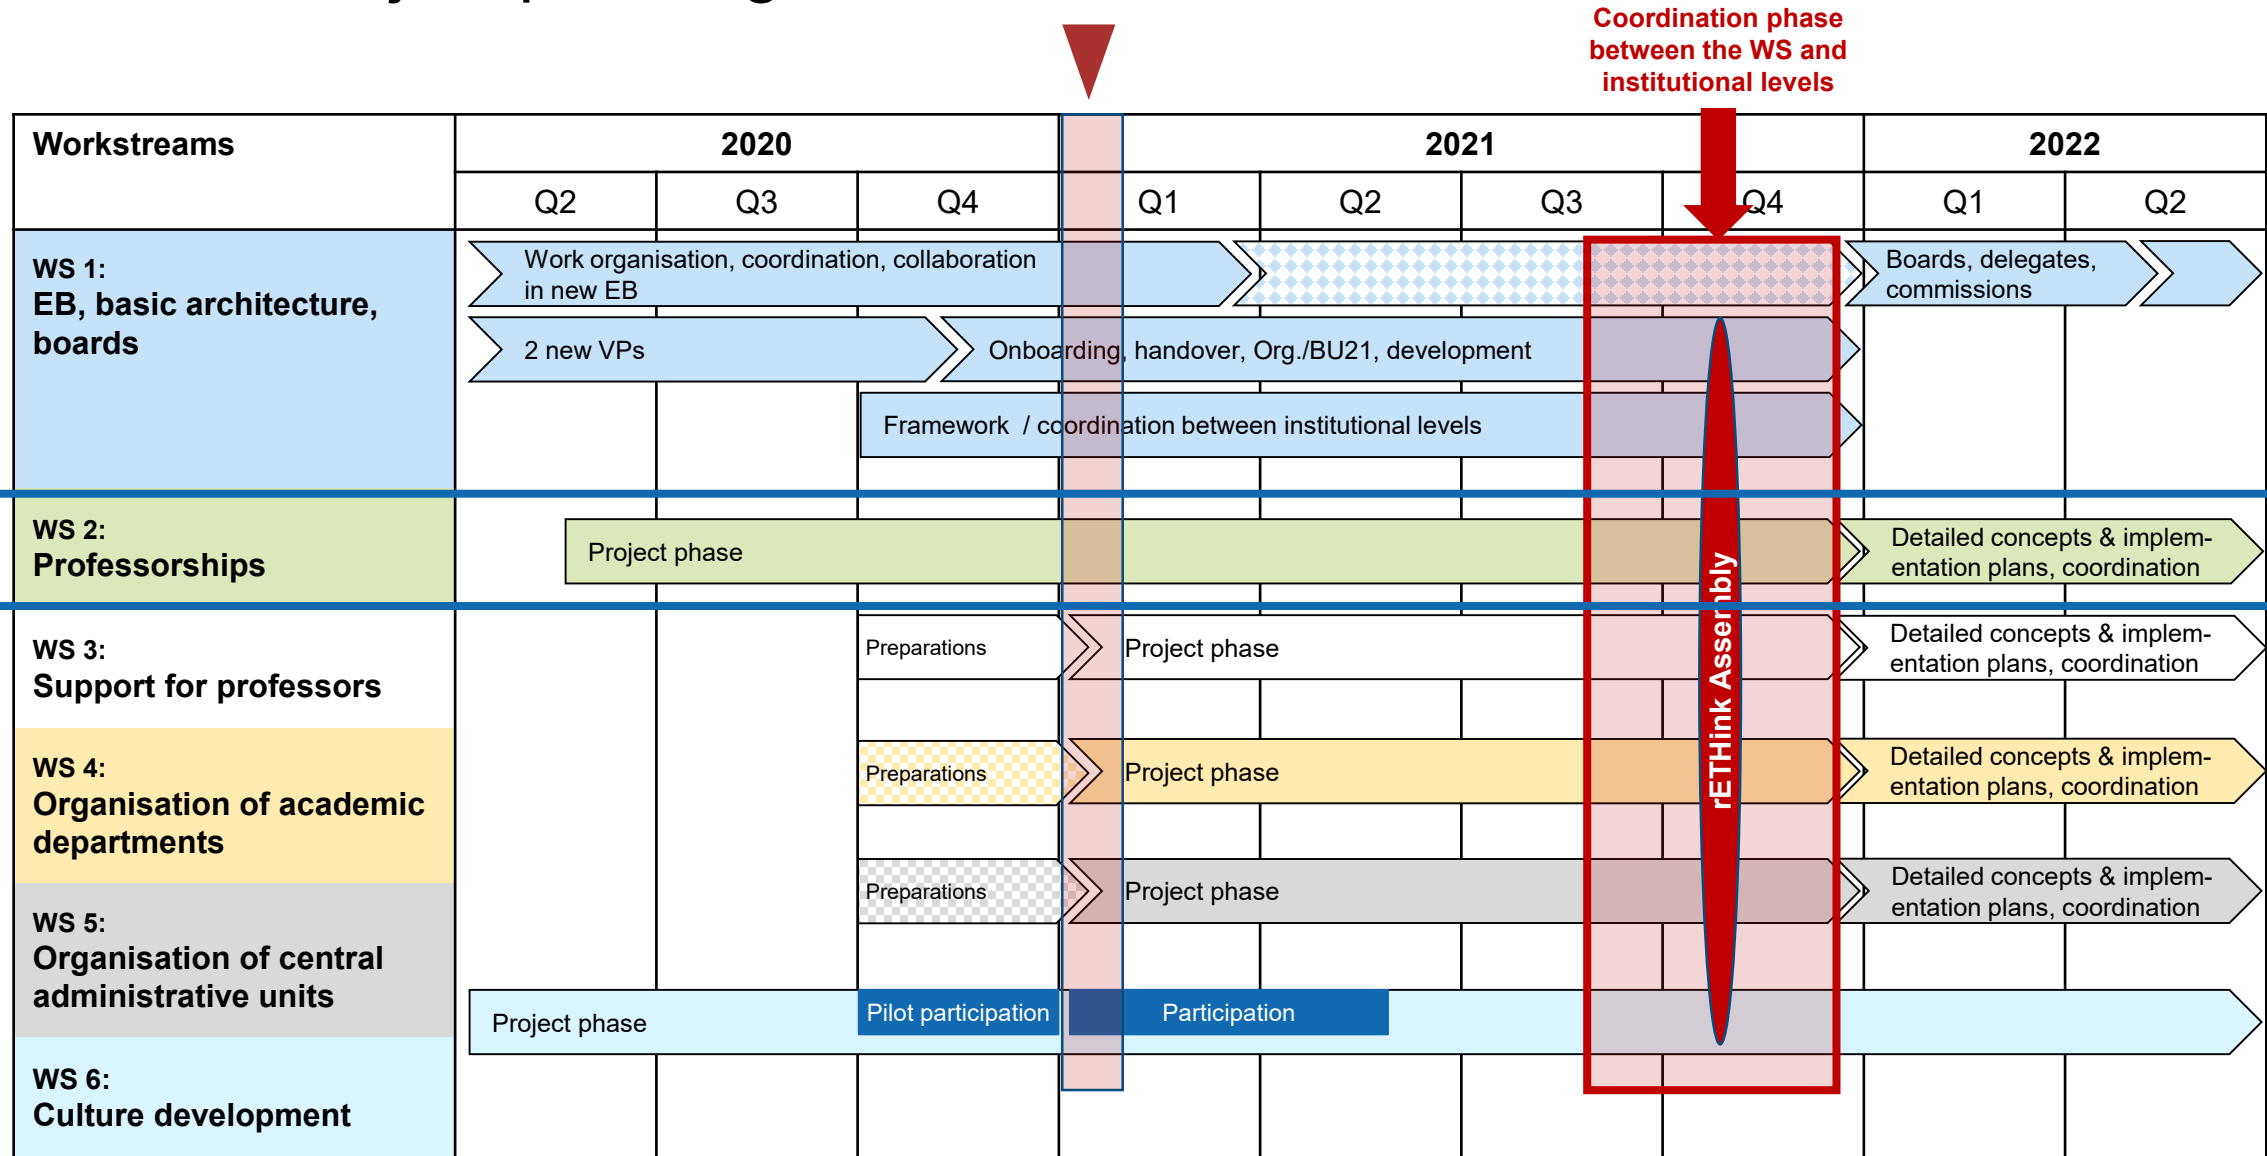 Coordination phase
between the WS and
institutional levels
Workstreams
2020
2021
2022
Q2
Q3
Q4
Q1
Q2
Q3
Q4
Q1
Q2
WS 1:
EB, basic architecture,
boards
Work organisation, coordination, collaboration
in new EB
Boards, delegates,
commissions
2 new VPs
Onboarding, handover, Org./BU21, development
Framework / coordination between institutional levels
WS 2:
Professorships
Project phase
Detailed concepts & implem-
entation plans, coordination
WS 3:
Support for professors
Preparations
Project phase
Detailed concepts & implem-
entation plans, coordination
WS 4:
Organisation of academic
departments
Preparations
Project phase
Detailed concepts & implem-
entation plans, coordination
WS 5:
Organisation of central
administrative units
Preparations
Project phase
Detailed concepts & implem-
entation plans, coordination
Project phase
Pilot participation
Participation
WS 6:
Culture development
rETHink Assembly